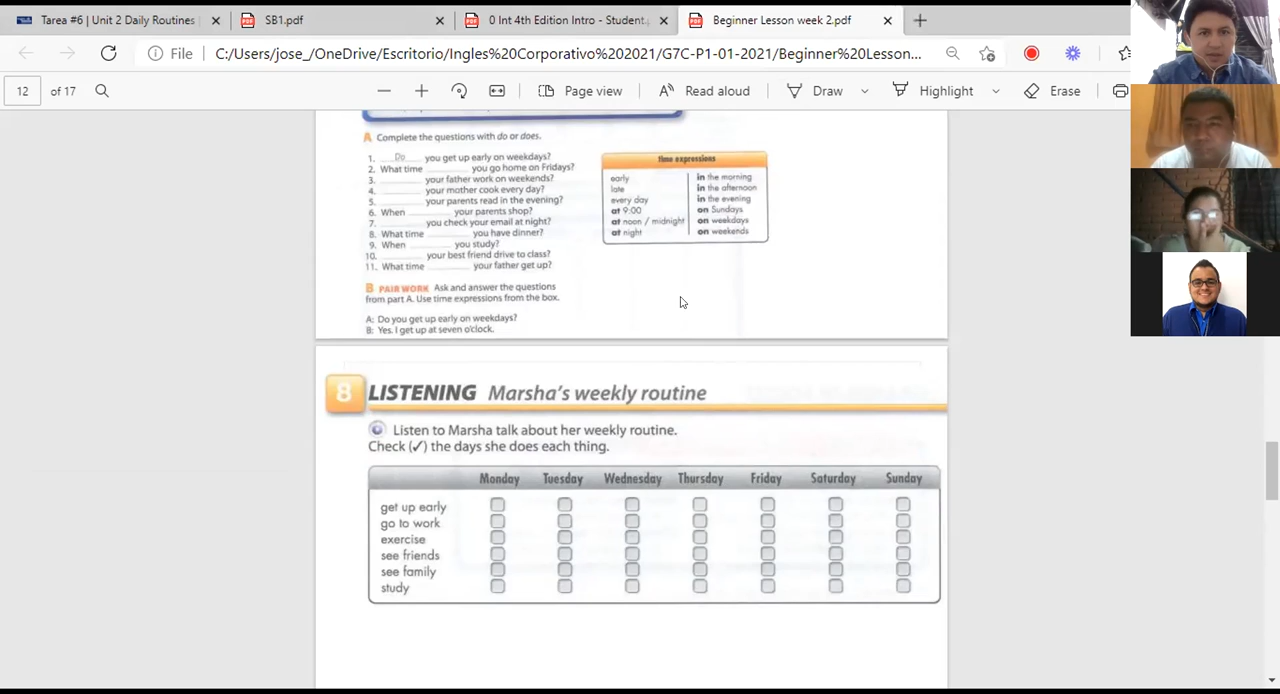 Tarea #6 | Unit 2 Daily Routines
SB1.pdf
0 Int 4th Edition Intro - Student.
Beginner Lesson week 2.pdf
File
C:/Users/jose_/OneDrive/Escritorio/Ingles%20Corporativo%202021/G7C-P1-01-2021/Beginner%20Lesson...
12 of 17
Page view
Read aloud
Draw
Highlight
Erase
A Complete the questions with do or does.
1. Do you get up early on weekdays?
2. What time ______ you go home on Fridays?
3. ______ your father work on weekends?
4. ______ your mother cook every day?
5. ______ your parents read in the evening?
6. When ______ your parents shop?
7. ______ you check your email at night?
8. What time ______ you have dinner?
9. When ______ you study?
10. ______ your best friend drive to class?
11. What time ______ your father get up?
time expressions
early
late
every day
at 9:00
at noon / midnight
at night
in the morning
in the afternoon
in the evening
on Sundays
on weekdays
on weekends
B PAIR WORK Ask and answer the questions
from part A. Use time expressions from the box.
A: Do you get up early on weekdays?
B: Yes. I get up at seven o'clock.
8 LISTENING Marsha's weekly routine
Listen to Marsha talk about her weekly routine.
Check (✓) the days she does each thing.
Monday Tuesday Wednesday Thursday Friday Saturday Sunday
get up early
go to work
exercise
see friends
see family
study